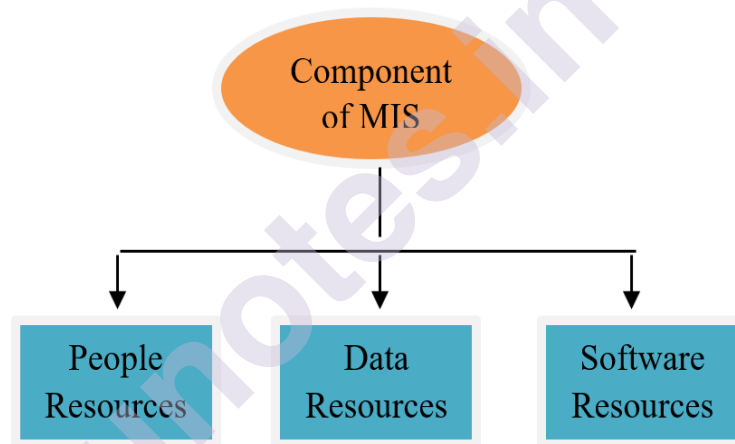 Component
of MIS
People
Resources
Data
Resources
Software
Resources